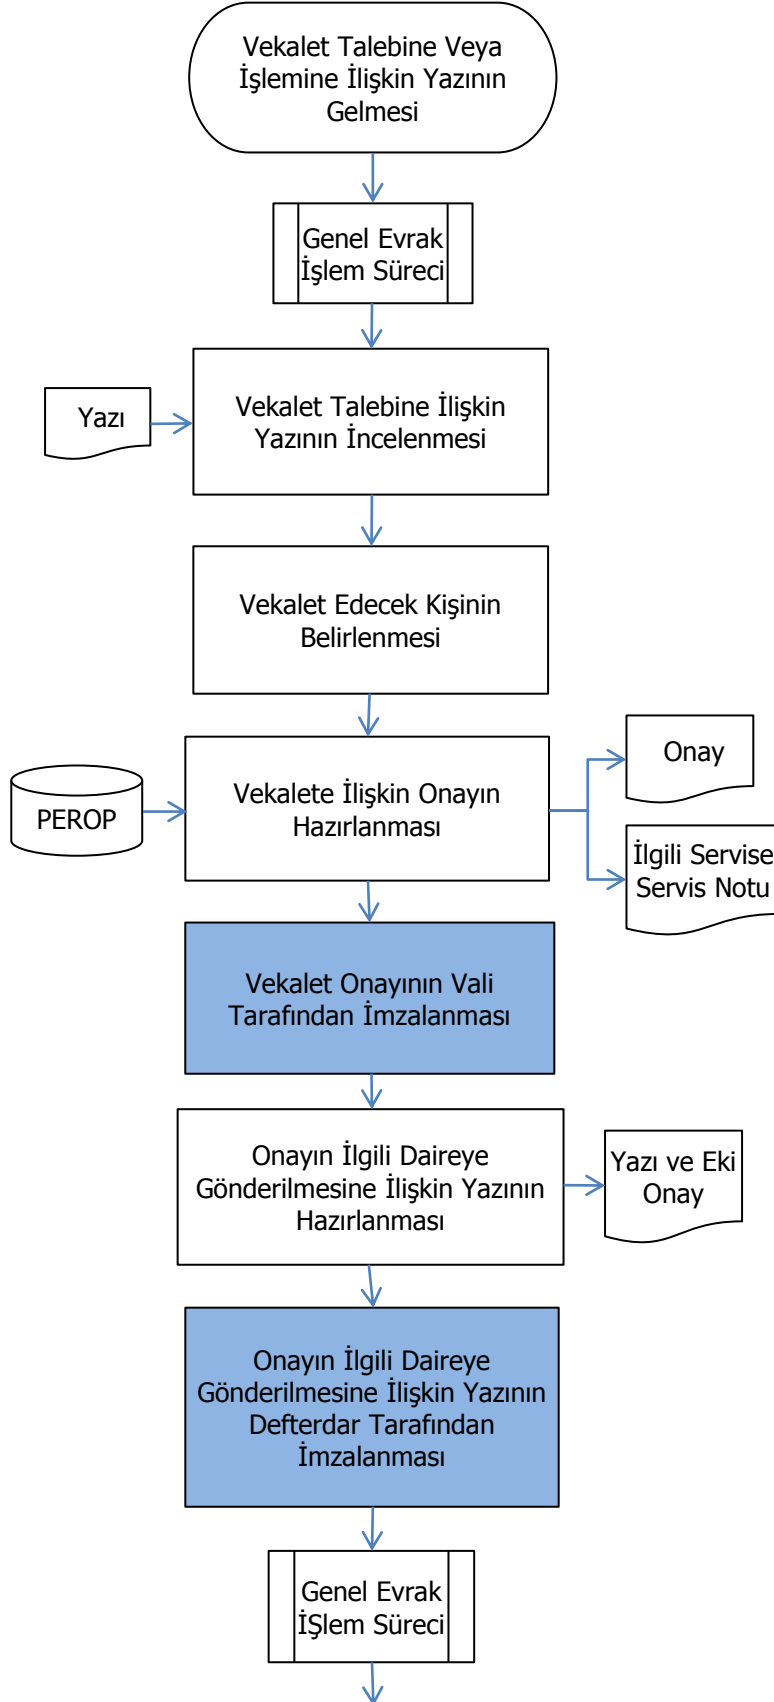 Vekalet Talebine Veya
İşlemine İlişkin Yazının
Gelmesi
Genel Evrak
İşlem Süreci
Yazı
Vekalet Talebine İlişkin
Yazının İncelenmesi
Vekalet Edecek Kişinin
Belirlenmesi
PEROP
Vekalete İlişkin Onayın
Hazırlanması
Onay
İlgili Servise
Servis Notu
Vekalet Onayının Vali
Tarafından İmzalanması
Onayın İlgili Daireye
Gönderilmesine İlişkin Yazının
Hazırlanması
Yazı ve Eki
Onay
Onayın İlgili Daireye
Gönderilmesine İlişkin Yazının
Defterdar Tarafından
İmzalanması
Genel Evrak
İŞlem Süreci